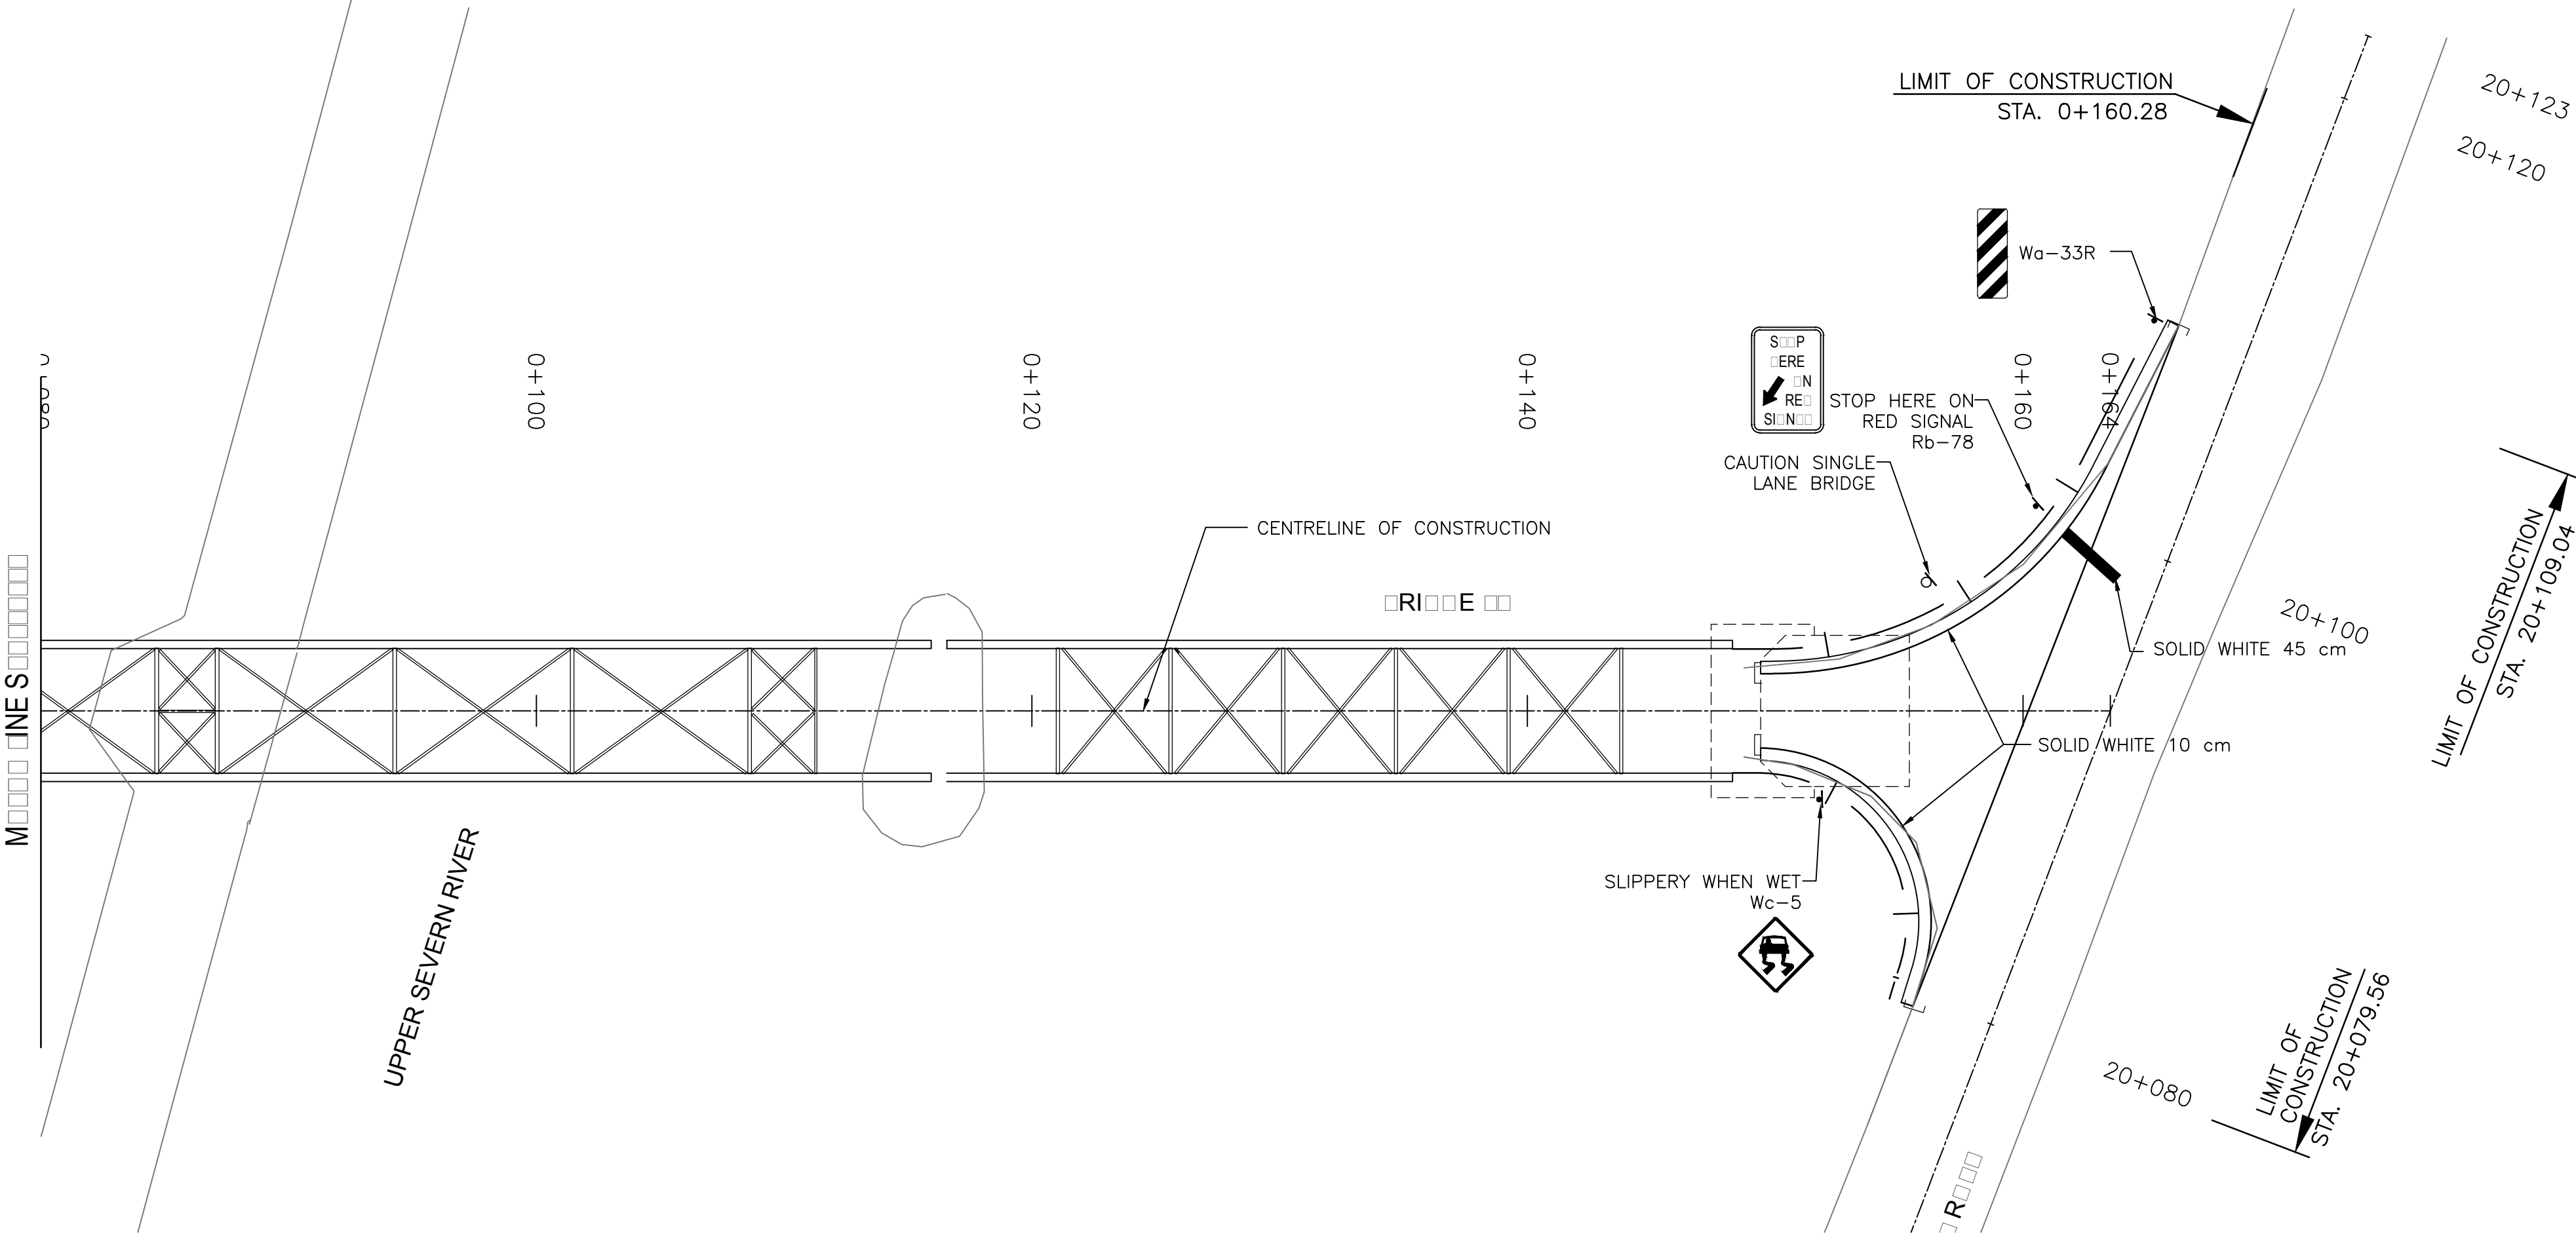 LIMIT OF CONSTRUCTION
STA. 0+160.28
20+123
20+120
Wa-33R
0+100
0+120
0+140
0+160
0+164
STOP HERE ON
RED SIGNAL
Rb-78
CAUTION SINGLE
LANE BRIDGE
CENTRELINE OF CONSTRUCTION
20+100
LIMIT OF CONSTRUCTION
STA. 20+109.04
SOLID WHITE 45 cm
SOLID WHITE 10 cm
UPPER SEVERN RIVER
SLIPPERY WHEN WET
Wc-5
20+080
LIMIT OF
CONSTRUCTION
STA. 20+079.56